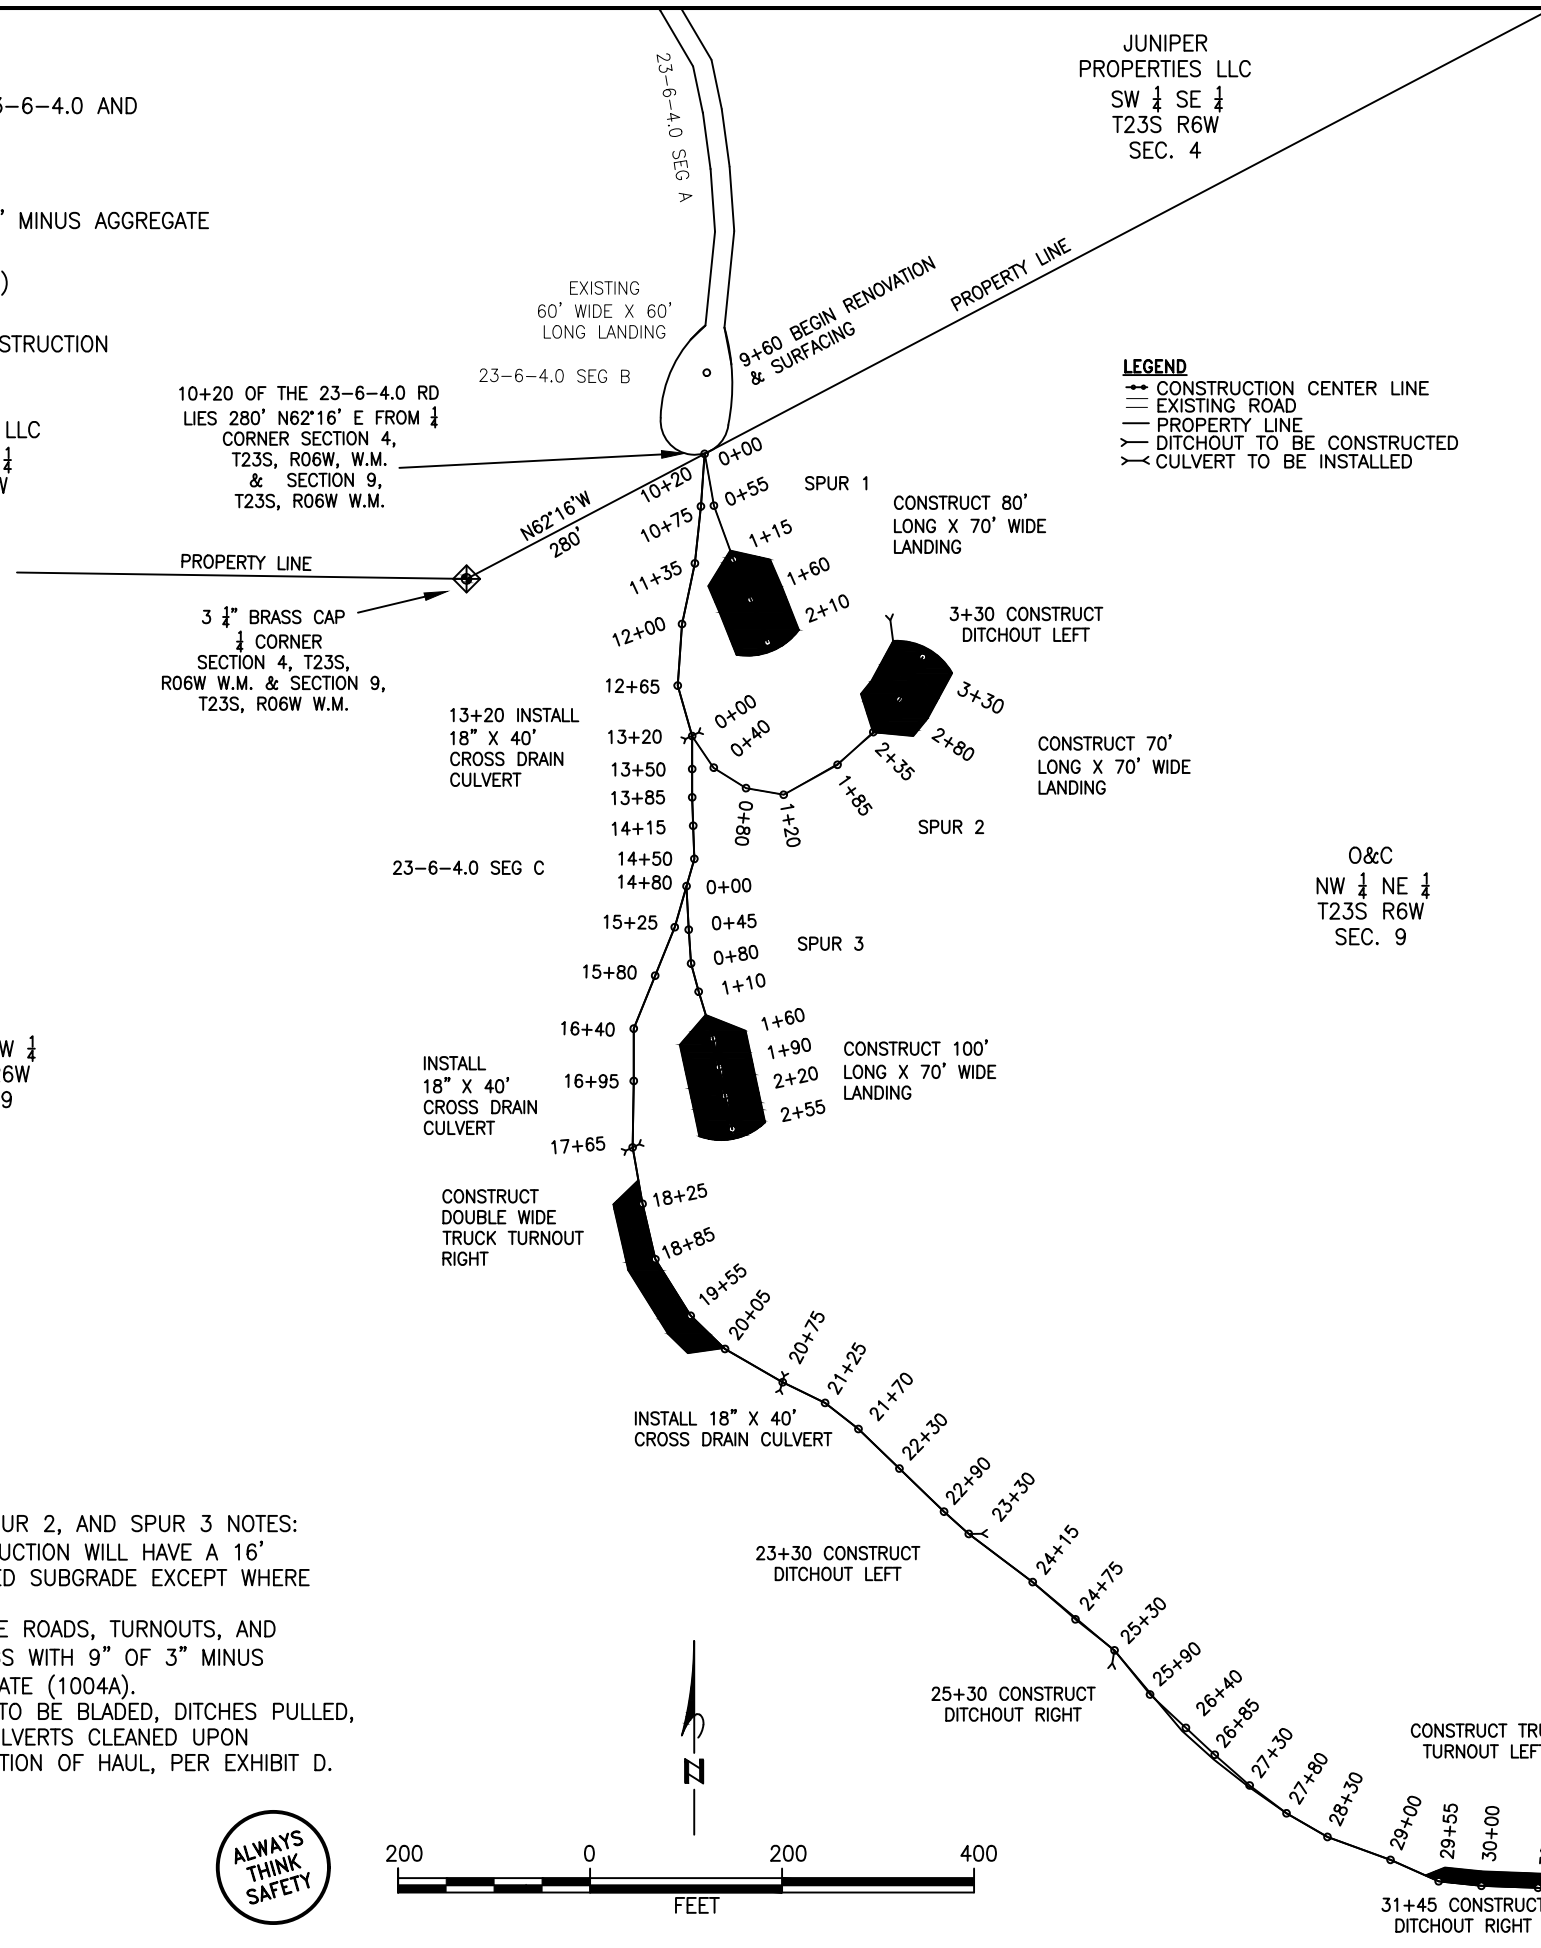 JUNIPER
PROPERTIES LLC
SW 1/4 SE 1/4
T23S R6W
SEC. 4
-6-4.0 AND
' MINUS AGGREGATE
)
STRUCTION
LLC
1/4
23-6-4.0 SEG A
EXISTING
60' WIDE X 60'
LONG LANDING
23-6-4.0 SEG B
9+60 BEGIN RENOVATION
& SURFACING
PROPERTY LINE
LEGEND
CONSTRUCTION CENTER LINE
EXISTING ROAD
PROPERTY LINE
DITCHOUT TO BE CONSTRUCTED
CULVERT TO BE INSTALLED
10+20 OF THE 23-6-4.0 RD
LIES 280' N62°16' E FROM 1/4
CORNER SECTION 4,
T23S, R06W, W.M.
& SECTION 9,
T23S, R06W W.M.
N62°16'W
280'
PROPERTY LINE
3 1/4" BRASS CAP
1/4 CORNER
SECTION 4, T23S,
R06W W.M. & SECTION 9,
T23S, R06W W.M.
0+00
0+55
1+15
1+60
2+10
SPUR 1
CONSTRUCT 80'
LONG X 70' WIDE
LANDING
10+20
10+75
11+35
12+00
12+65
13+20
13+50
13+85
14+15
14+50
14+80
15+25
15+80
16+40
16+95
17+65
13+20 INSTALL
18" X 40'
CROSS DRAIN
CULVERT
3+30 CONSTRUCT
DITCHOUT LEFT
0+00
0+40
0+80
1+20
1+85
2+35
2+80
3+30
CONSTRUCT 70'
LONG X 70' WIDE
LANDING
SPUR 2
23-6-4.0 SEG C
O&C
NW 1/4 NE 1/4
T23S R6W
SEC. 9
0+00
0+45
0+80
1+10
1+60
1+90
2+20
2+55
SPUR 3
CONSTRUCT 100'
LONG X 70' WIDE
LANDING
W 1/4
6W
9
INSTALL
18" X 40'
CROSS DRAIN
CULVERT
CONSTRUCT
DOUBLE WIDE
TRUCK TURNOUT
RIGHT
18+25
18+85
19+55
20+05
20+75
21+25
21+70
22+30
22+90
23+30
24+15
24+75
25+30
25+90
26+40
26+85
27+30
27+80
28+30
29+00
29+55
30+00
INSTALL 18" X 40'
CROSS DRAIN CULVERT
23+30 CONSTRUCT
DITCHOUT LEFT
25+30 CONSTRUCT
DITCHOUT RIGHT
CONSTRUCT TRU
TURNOUT LEFT
31+45 CONSTRUCT
DITCHOUT RIGHT
UR 2, AND SPUR 3 NOTES:
UCTION WILL HAVE A 16'
ED SUBGRADE EXCEPT WHERE
E ROADS, TURNOUTS, AND
GS WITH 9" OF 3" MINUS
ATE (1004A).
TO BE BLADED, DITCHES PULLED,
LVERTS CLEANED UPON
TION OF HAUL, PER EXHIBIT D.
ALWAYS
THINK
SAFETY
N
200 0 200 400
FEET